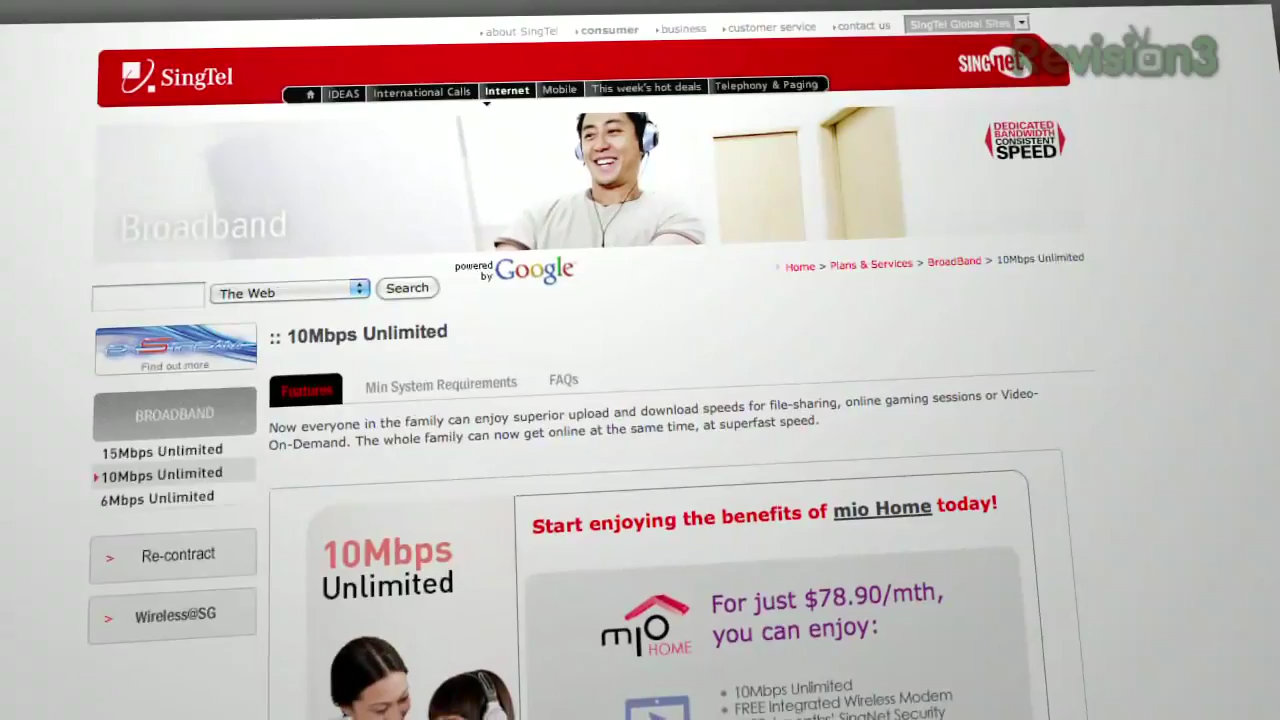 about SingTel consumer business customer service contact us SingTel Global Sites
SingTel
SINGnet
Revision3
IDEAS International Calls Internet Mobile This week's hot deals Telephony & Paging
DEDICATED
BANDWIDTH
CONSISTENT
SPEED
Broadband
powered by Google
Home > Plans & Services > BroadBand > 10Mbps Unlimited
The Web Search
:: 10Mbps Unlimited
Find out more
Features Min System Requirements FAQs
BROADBAND
Now everyone in the family can enjoy superior upload and download speeds for file-sharing, online gaming sessions or Video-
On-Demand. The whole family can now get online at the same time, at superfast speed.
15Mbps Unlimited
10Mbps Unlimited
6Mbps Unlimited
> Re-contract
> Wireless@SG
10Mbps
Unlimited
Start enjoying the benefits of mio Home today!
mio
HOME
For just $78.90/mth,
you can enjoy:
• 10Mbps Unlimited
• FREE Integrated Wireless Modem
months' SingNet Security